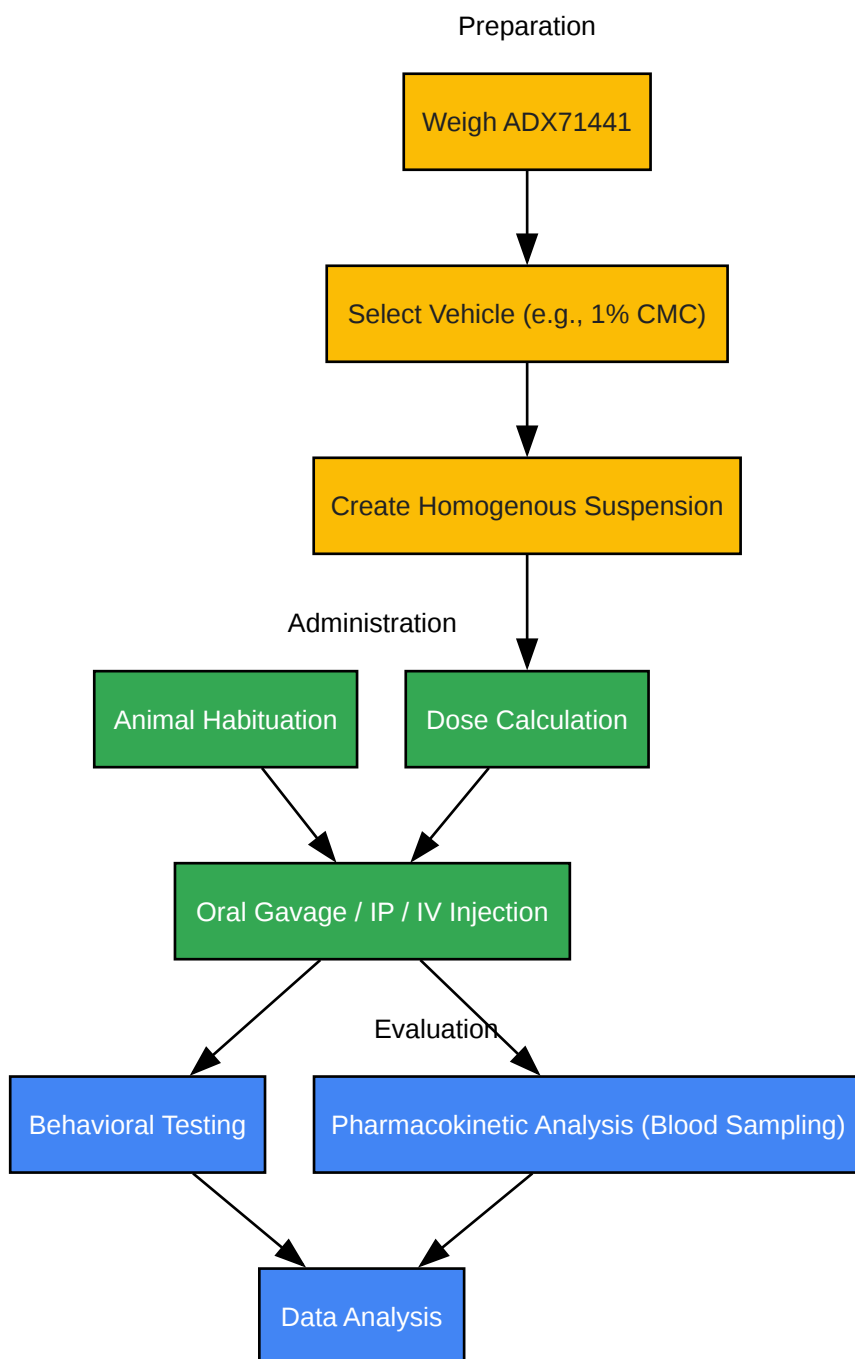 Preparation
Weigh ADX71441
Select Vehicle (e.g., 1% CMC)
Create Homogenous Suspension
Administration
Animal Habituation
Dose Calculation
Oral Gavage / IP / IV Injection
Evaluation
Behavioral Testing
Pharmacokinetic Analysis (Blood Sampling)
Data Analysis